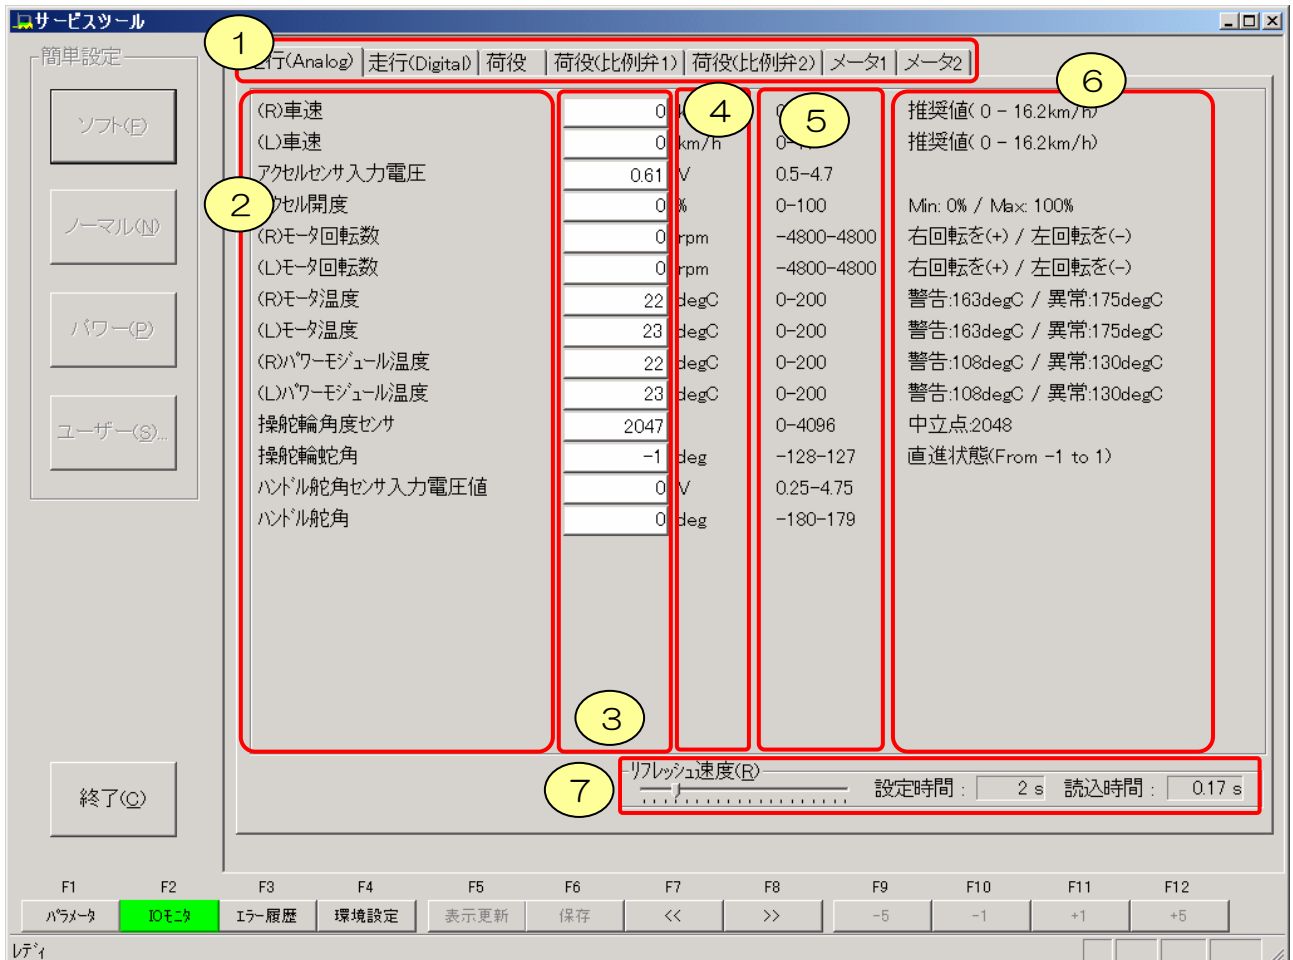 サービスツール
簡単設定
ソフト(F)
ノーマル(N)
パワー(P)
ユーザー(S)...
終了(C)
1
行(Analog) 走行(Digital) 荷役 荷役(比例弁1) 荷役(比例弁2) メータ1 メータ2
2 3 4 5 6
(R)車速 0 推奨値( 0 - 16.2km/h)
(L)車速 0 km/h 推奨値( 0 - 16.2km/h)
アクセルセンサ入力電圧 0.61 V 0.5-4.7
クセル開度 0 % 0-100 Min: 0% / Max: 100%
(R)モータ回転数 0 rpm -4800-4800 右回転を(+) / 左回転を(-)
(L)モータ回転数 0 rpm -4800-4800 右回転を(+) / 左回転を(-)
(R)モータ温度 22 degC 0-200 警告:163degC / 異常:175degC
(L)モータ温度 23 degC 0-200 警告:163degC / 異常:175degC
(R)パワーモジュール温度 22 degC 0-200 警告:108degC / 異常:130degC
(L)パワーモジュール温度 23 degC 0-200 警告:108degC / 異常:130degC
操舵輪角度センサ 2047 0-4096 中立点:2048
操舵輪蛇角 -1 deg -128-127 直進状態(From -1 to 1)
ハンドル舵角センサ入力電圧値 0 V 0.25-4.75
ハンドル舵角 0 deg -180-179
7
リフレッシュ速度(R)
設定時間 : 2 s 読込時間 : 0.17 s
F1 F2 F3 F4 F5 F6 F7 F8 F9 F10 F11 F12
パラメータ IOモニタ エラー履歴 環境設定 表示更新 保存 << >> -5 -1 +1 +5
レディ